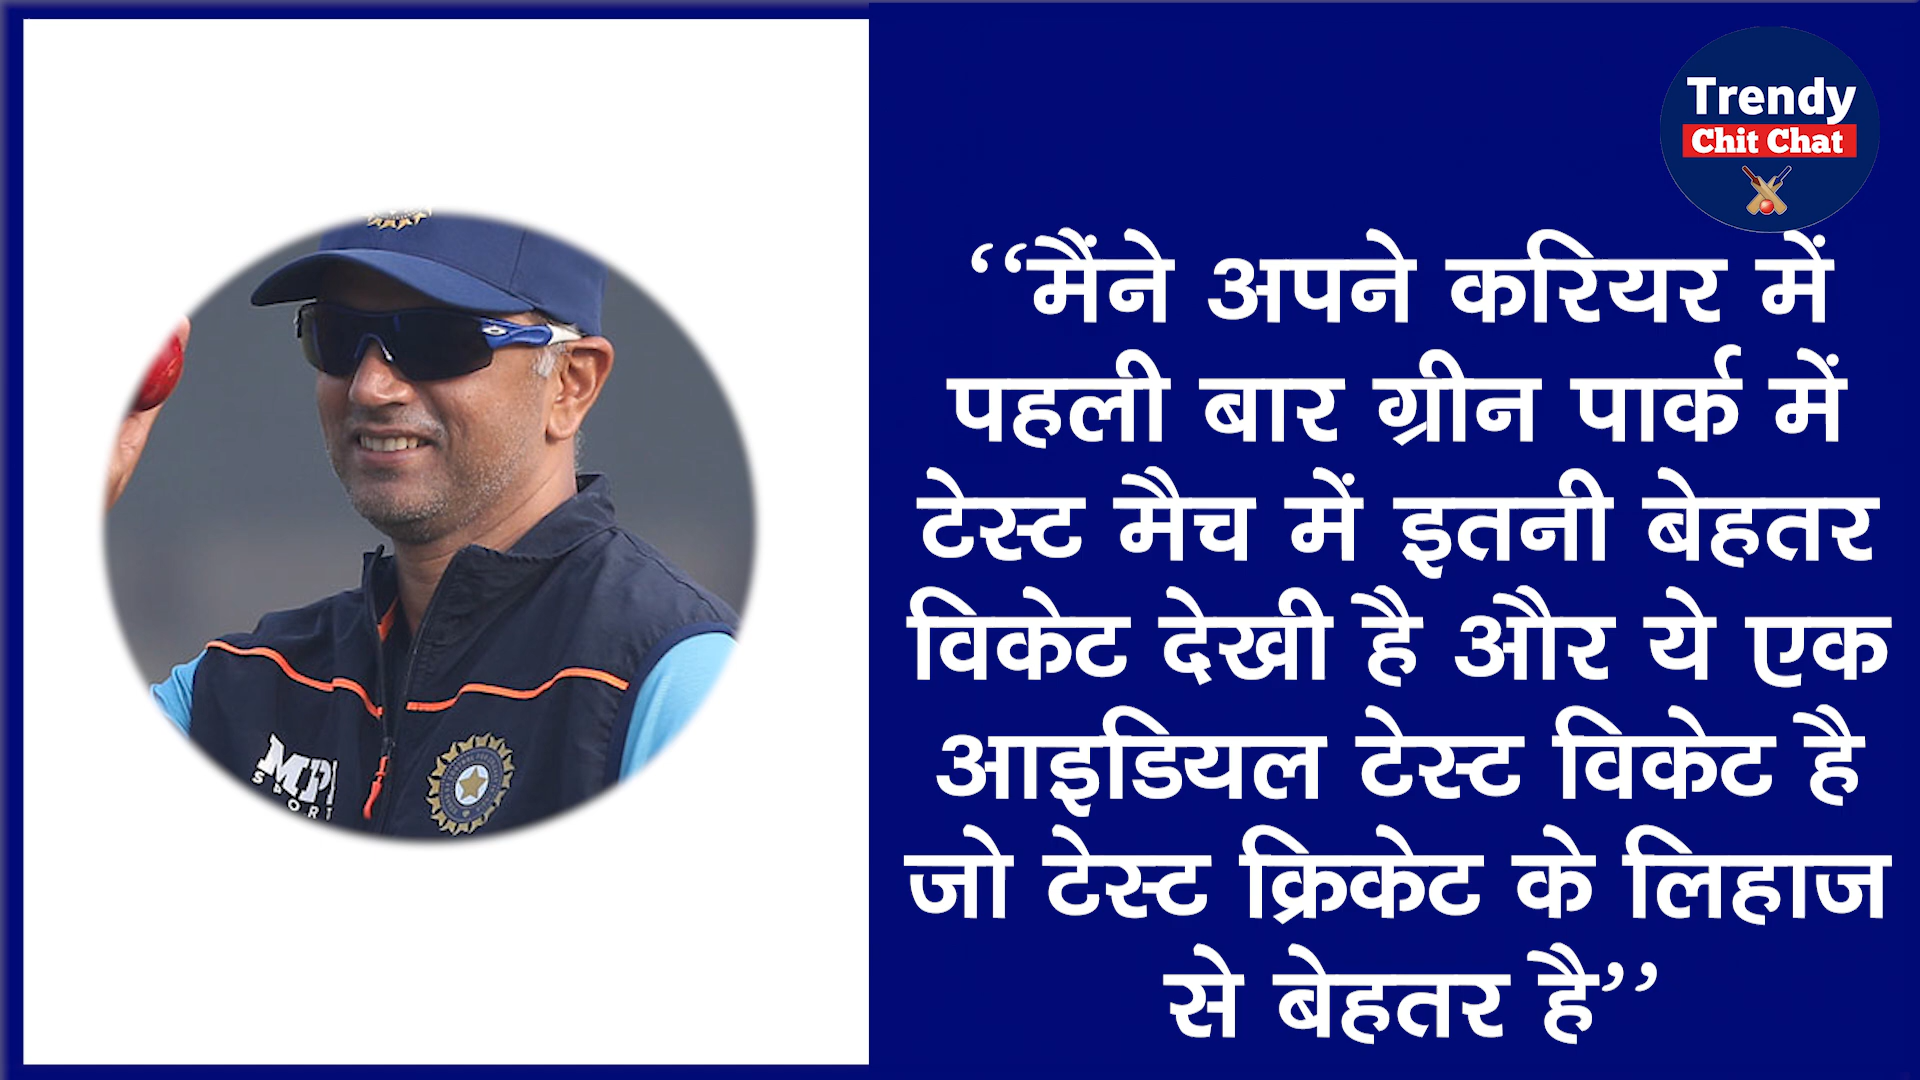 Trendy
Chit Chat
“मैंने अपने करियर में
पहली बार ग्रीन पार्क में
टेस्ट मैच में इतनी बेहतर
विकेट देखी है और ये एक
आइडियल टेस्ट विकेट है
जो टेस्ट क्रिकेट के लिहाज
से बेहतर है”